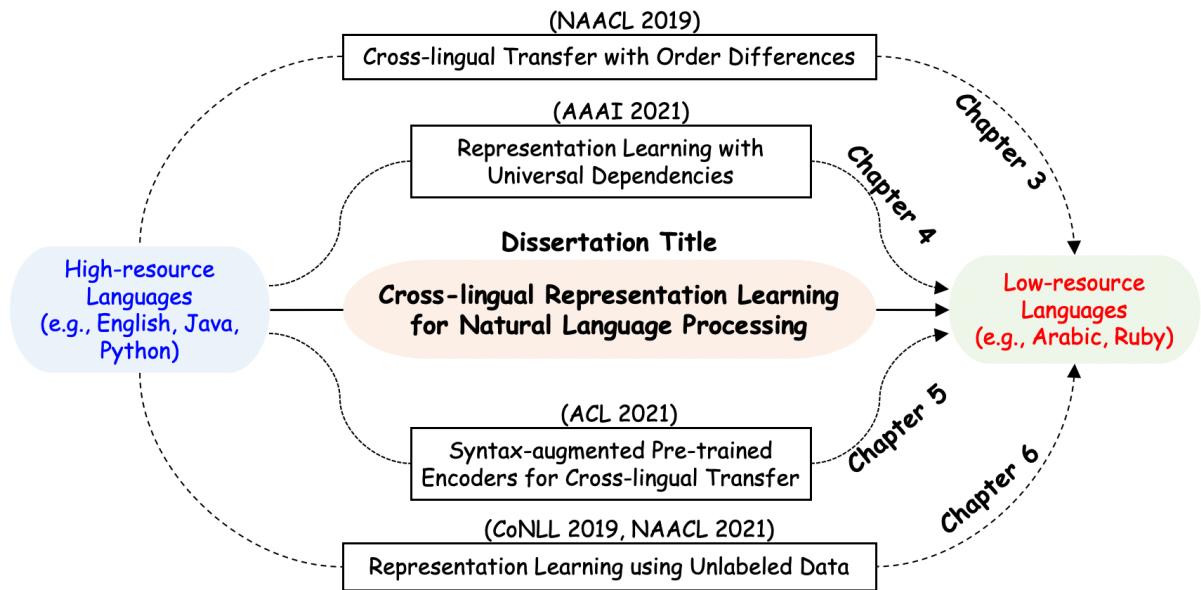 (NAACL 2019)
Cross-lingual Transfer with Order Differences
Chapter 3
(AAAI 2021)
Representation Learning with
Universal Dependencies
Chapter 4
Dissertation Title
High-resource
Languages
(e.g., English, Java,
Python)
Cross-lingual Representation Learning
for Natural Language Processing
Low-resource
Languages
(e.g., Arabic, Ruby)
(ACL 2021)
Syntax-augmented Pre-trained
Encoders for Cross-lingual Transfer
Chapter 5
(CoNLL 2019, NAACL 2021)
Representation Learning using Unlabeled Data
Chapter 6